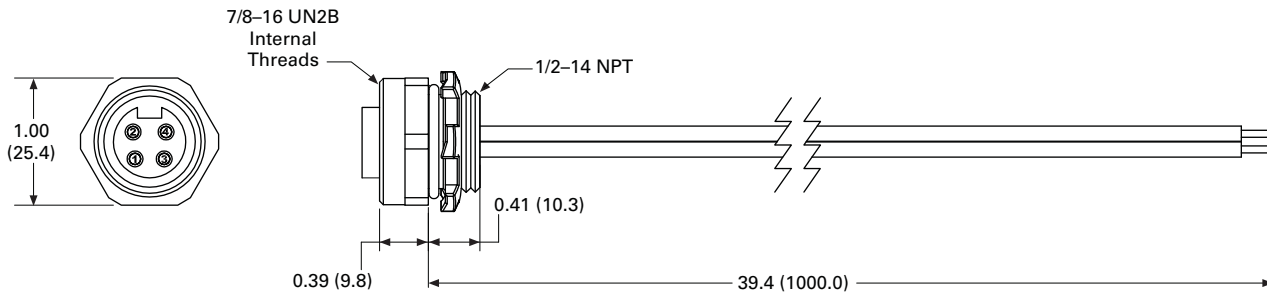 7/8–16 UN2B
Internal
Threads
1/2–14 NPT
1.00
(25.4)
2
4
1
3
0.41 (10.3)
0.39 (9.8)
39.4 (1000.0)